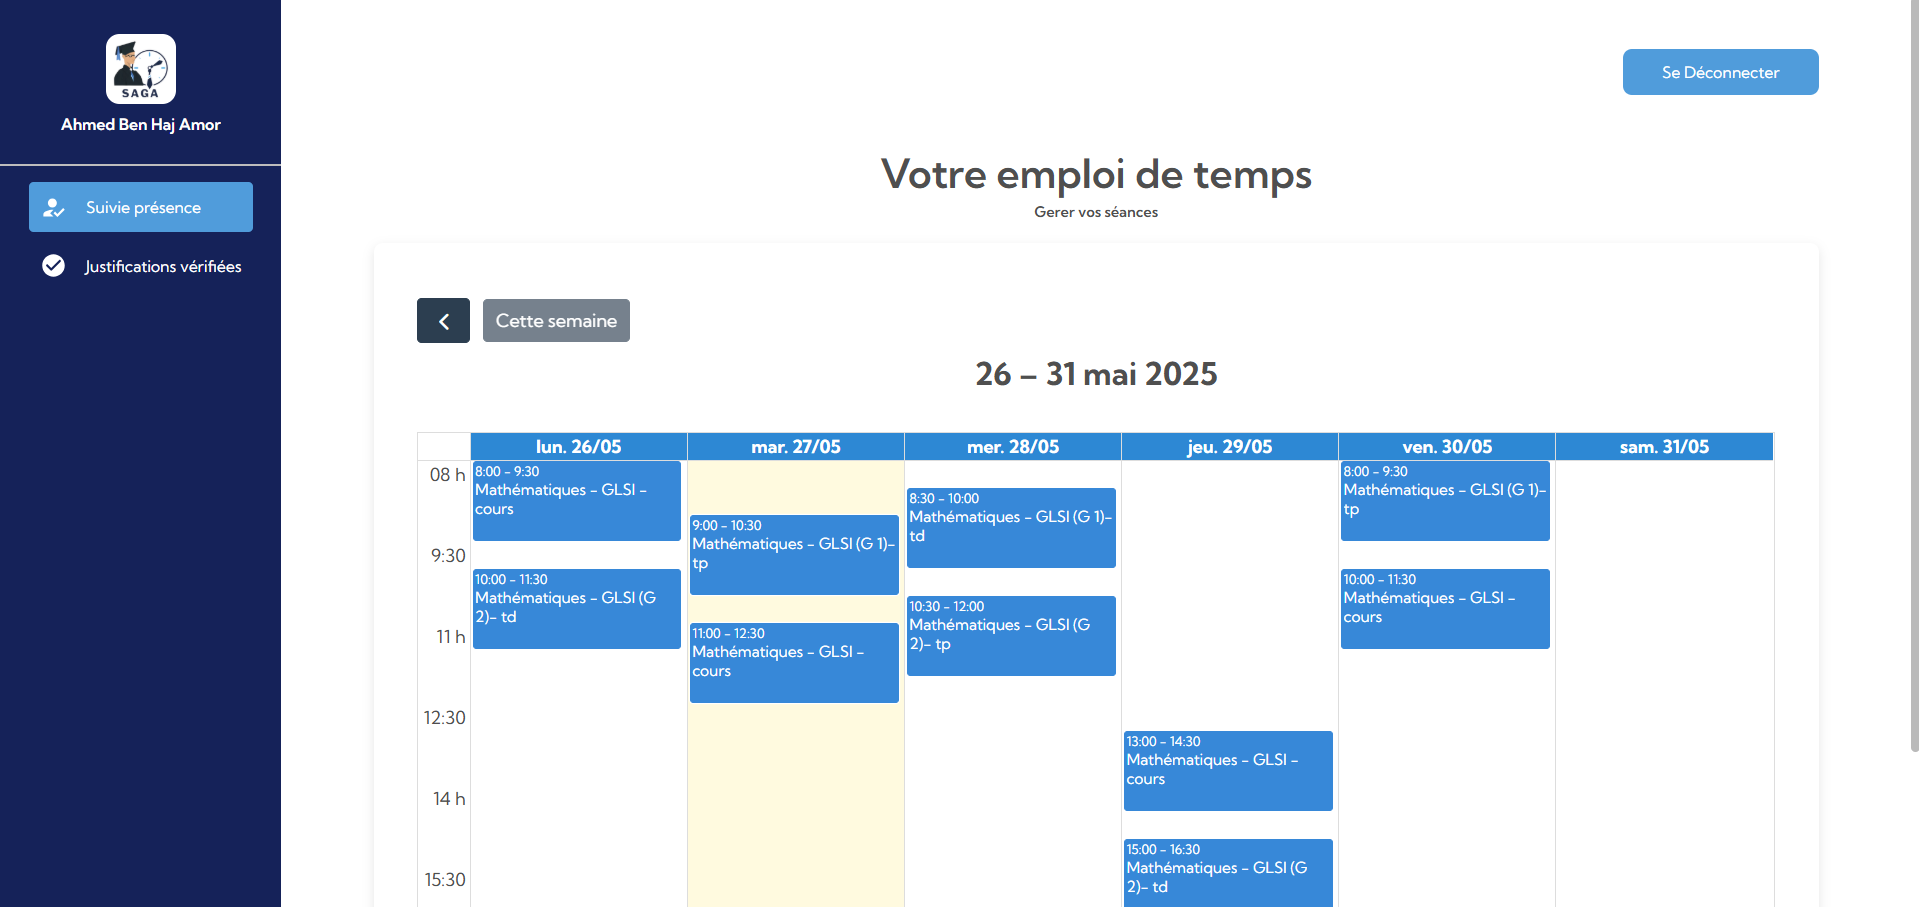 SAGA
Ahmed Ben Haj Amor
Suivie présence
Justifications vérifiées
Se Déconnecter
Votre emploi de temps
Gerer vos séances
Cette semaine
26 – 31 mai 2025
lun. 26/05 mar. 27/05 mer. 28/05 jeu. 29/05 ven. 30/05 sam. 31/05
08 h
9:30
11 h
12:30
14 h
15:30
8:00 - 9:30
Mathématiques - GLSI -
cours
10:00 - 11:30
Mathématiques - GLSI (G
2)- td
9:00 - 10:30
Mathématiques - GLSI (G 1)-
tp
11:00 - 12:30
Mathématiques - GLSI -
cours
8:30 - 10:00
Mathématiques - GLSI (G 1)-
td
10:30 - 12:00
Mathématiques - GLSI (G
2)- tp
13:00 - 14:30
Mathématiques - GLSI -
cours
15:00 - 16:30
Mathématiques - GLSI (G
2)- td
8:00 - 9:30
Mathématiques - GLSI (G 1)-
tp
10:00 - 11:30
Mathématiques - GLSI -
cours